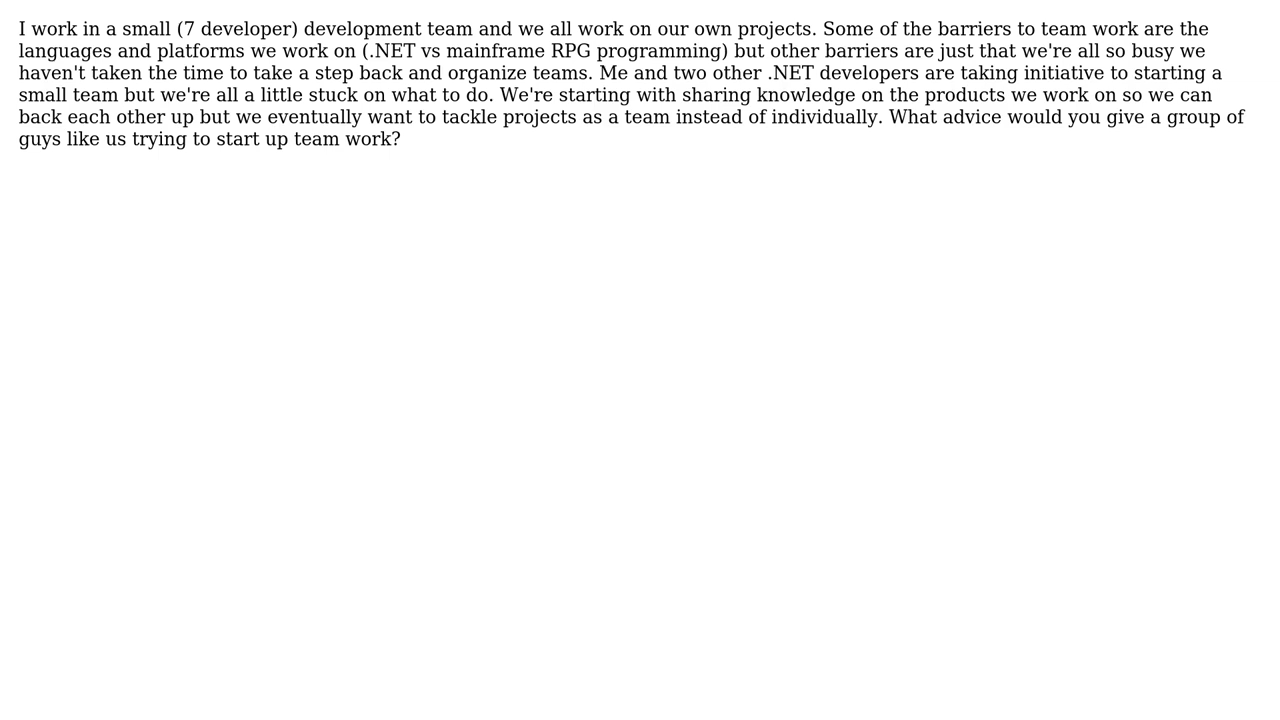 I work in a small (7 developer) development team and we all work on our own projects. Some of the barriers to team work are the
languages and platforms we work on (.NET vs mainframe RPG programming) but other barriers are just that we're all so busy we
haven't taken the time to take a step back and organize teams. Me and two other .NET developers are taking initiative to starting a
small team but we're all a little stuck on what to do. We're starting with sharing knowledge on the products we work on so we can
back each other up but we eventually want to tackle projects as a team instead of individually. What advice would you give a group of
guys like us trying to start up team work?